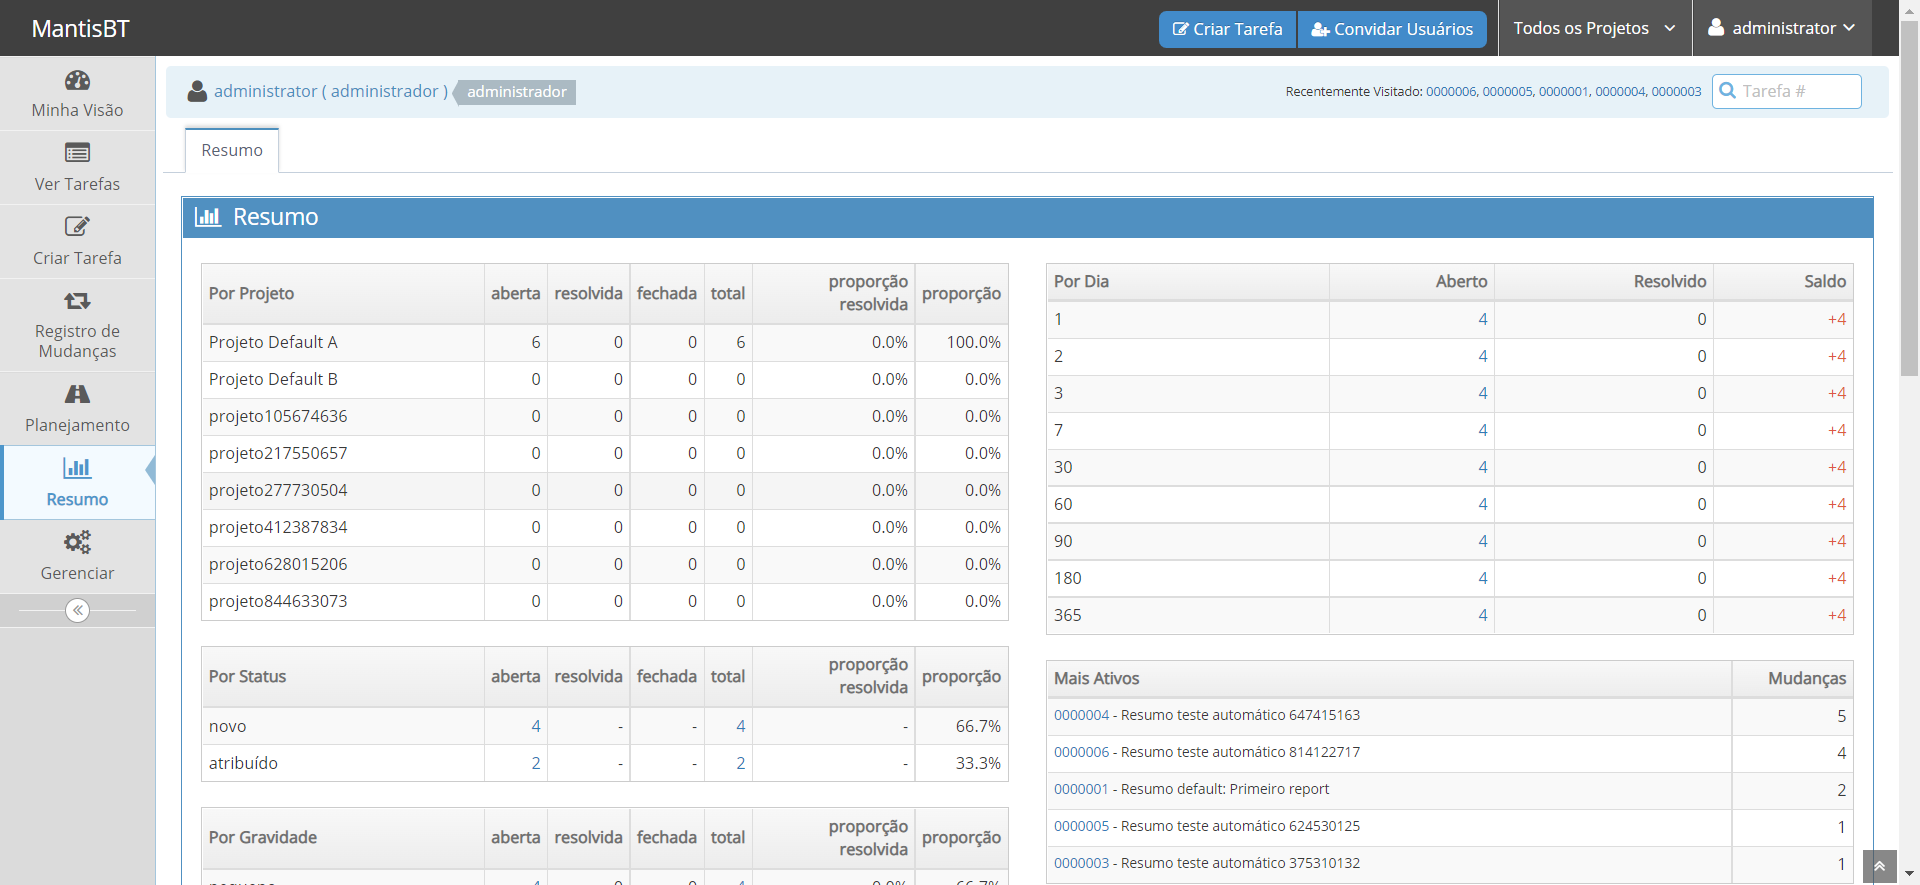 MantisBT
Criar Tarefa
Convidar Usuários
Todos os Projetos
administrator
Minha Visão
Ver Tarefas
Criar Tarefa
Registro de
Mudanças
Planejamento
Resumo
Gerenciar
administrator ( administrador ) administrador
Recentemente Visitado: 0000006, 0000005, 0000001, 0000004, 0000003
Tarefa #
Resumo
Resumo
Por Projeto aberta resolvida fechada total proporção resolvida proporção
Projeto Default A 6 0 0 6 0.0% 100.0%
Projeto Default B 0 0 0 0 0.0% 0.0%
projeto105674636 0 0 0 0 0.0% 0.0%
projeto217550657 0 0 0 0 0.0% 0.0%
projeto277730504 0 0 0 0 0.0% 0.0%
projeto412387834 0 0 0 0 0.0% 0.0%
projeto628015206 0 0 0 0 0.0% 0.0%
projeto844633073 0 0 0 0 0.0% 0.0%
Por Status aberta resolvida fechada total proporção resolvida proporção
novo 4 - - 4 - 66.7%
atribuído 2 - - 2 - 33.3%
Por Gravidade aberta resolvida fechada total proporção resolvida proporção
Por Dia Aberto Resolvido Saldo
1 4 0 +4
2 4 0 +4
3 4 0 +4
7 4 0 +4
30 4 0 +4
60 4 0 +4
90 4 0 +4
180 4 0 +4
365 4 0 +4
Mais Ativos Mudanças
0000004 - Resumo teste automático 647415163 5
0000006 - Resumo teste automático 814122717 4
0000001 - Resumo default: Primeiro report 2
0000005 - Resumo teste automático 624530125 1
0000003 - Resumo teste automático 375310132 1